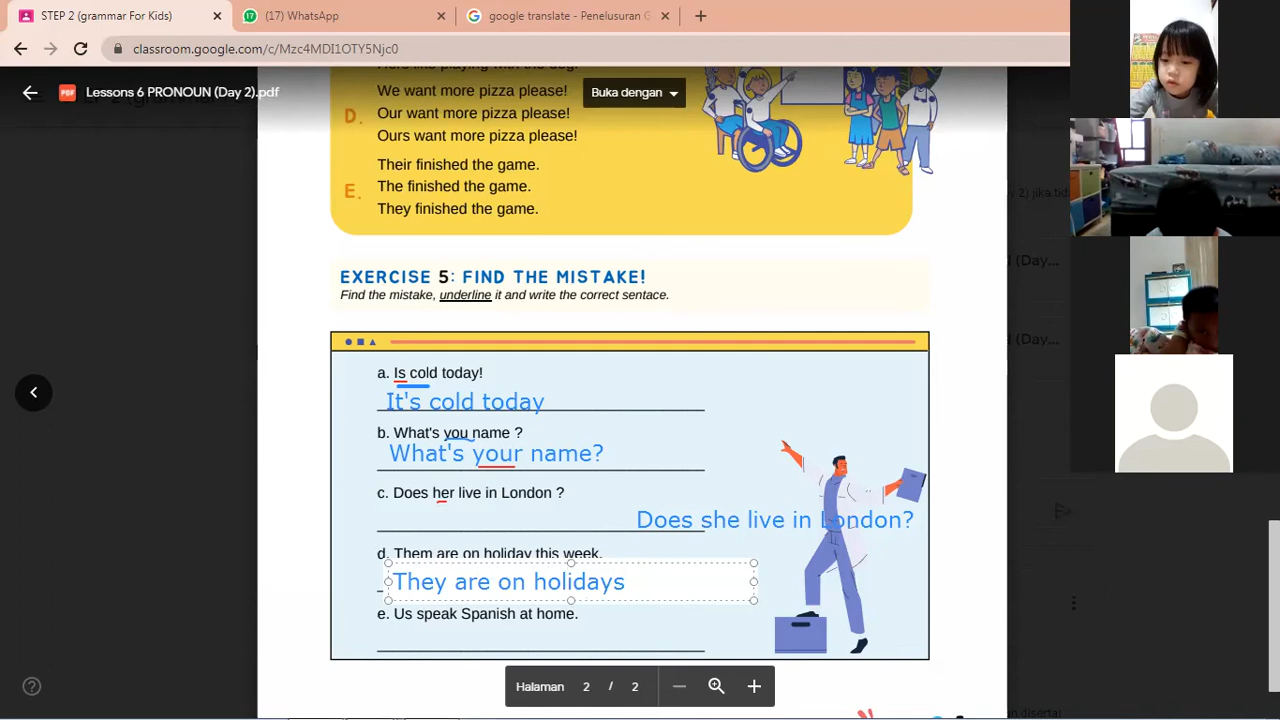 STEP 2 (grammar For Kids)
(17) WhatsApp
google translate - Penelusuran G
classroom.google.com/c/Mzc4MDI1OTY5Njc0
Lessons 6 PRONOUN (Day 2).pdf
Buka dengan
We want more pizza please!
D. Our want more pizza please!
Ours want more pizza please!
Their finished the game.
E. The finished the game.
They finished the game.
EXERCISE 5: FIND THE MISTAKE!
Find the mistake, underline it and write the correct sentace.
a. Is cold today!
It's cold today
b. What's you name ?
What's your name?
c. Does her live in London ?
Does she live in London?
d. Them are on holiday this week.
They are on holidays
e. Us speak Spanish at home.
Halaman 2 / 2